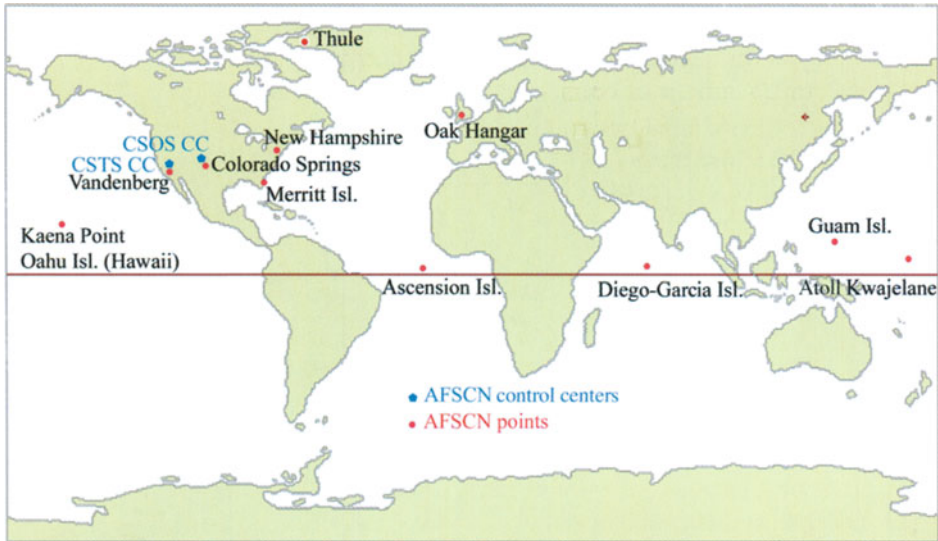 Thule
New Hampshire
Oak Hangar
CSOS CC
CSTS CC
Colorado Springs
Vandenberg
Merritt Isl.
Kaena Point
Oahu Isl. (Hawaii)
Guam Isl.
Ascension Isl.
Diego-Garcia Isl.
Atoll Kwajelane
AFSCN control centers
AFSCN points